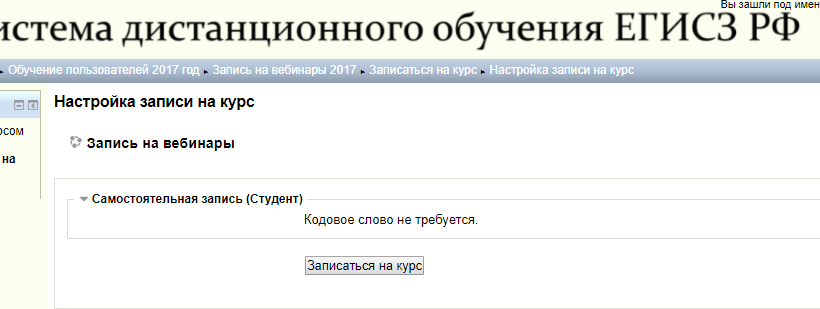 Вы зашли под имен
истема дистанционного обучения ЕГИСЗ РФ
Обучение пользователей 2017 год ► Запись на вебинары 2017 ► Записаться на курс ► Настройка записи на курс
Настройка записи на курс
рсом
на
Запись на вебинары
Самостоятельная запись (Студент)
Кодовое слово не требуется.
Записаться на курс